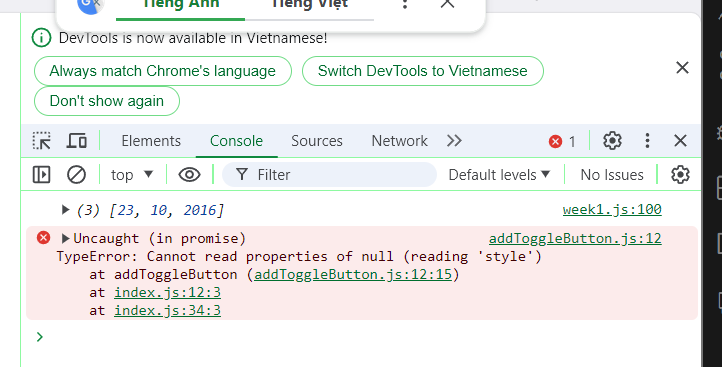 Tiếng Anh Tiếng Việt
DevTools is now available in Vietnamese!
Always match Chrome's language Switch DevTools to Vietnamese
Don't show again
Elements Console Sources Network 1
top Filter Default levels No Issues
(3) [23, 10, 2016] week1.js:100
Uncaught (in promise) addToggleButton.js:12
TypeError: Cannot read properties of null (reading 'style')
at addToggleButton (addToggleButton.js:12:15)
at index.js:12:3
at index.js:34:3